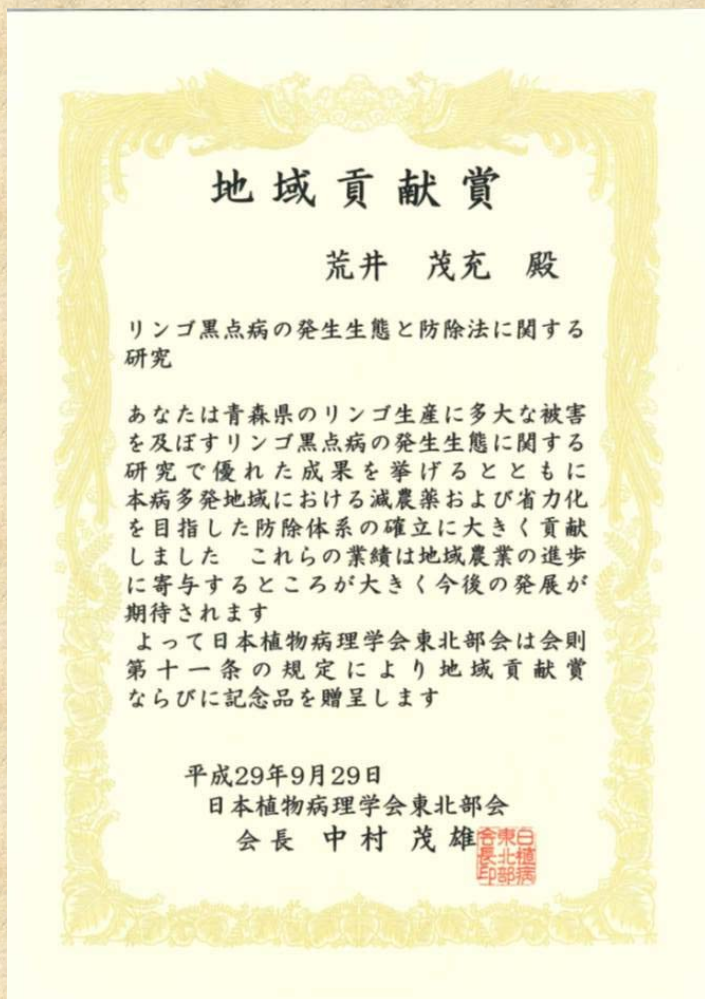 地域貢献賞
荒井 茂充 殿
リンゴ黒点病の発生生態と防除法に関する
研究
あなたは青森県のリンゴ生産に多大な被害
を及ぼすリンゴ黒点病の発生生態に関する
研究で優れた成果を挙げるとともに
本病多発地域における減農薬および省力化
を目指した防除体系の確立に大きく貢献
しました これらの業績は地域農業の進歩
に寄与するところが大きく今後の発展が
期待されます
よって日本植物病理学会東北部会は会則
第十一条の規定により地域貢献賞
ならびに記念品を贈呈します
平成29年9月29日
日本植物病理学会東北部会
会長 中村 茂雄
日植病
東北部
会長印